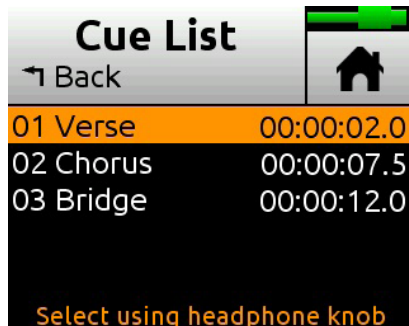 Cue List
Back
01 Verse 00:00:02.0
02 Chorus 00:00:07.5
03 Bridge 00:00:12.0
Select using headphone knob